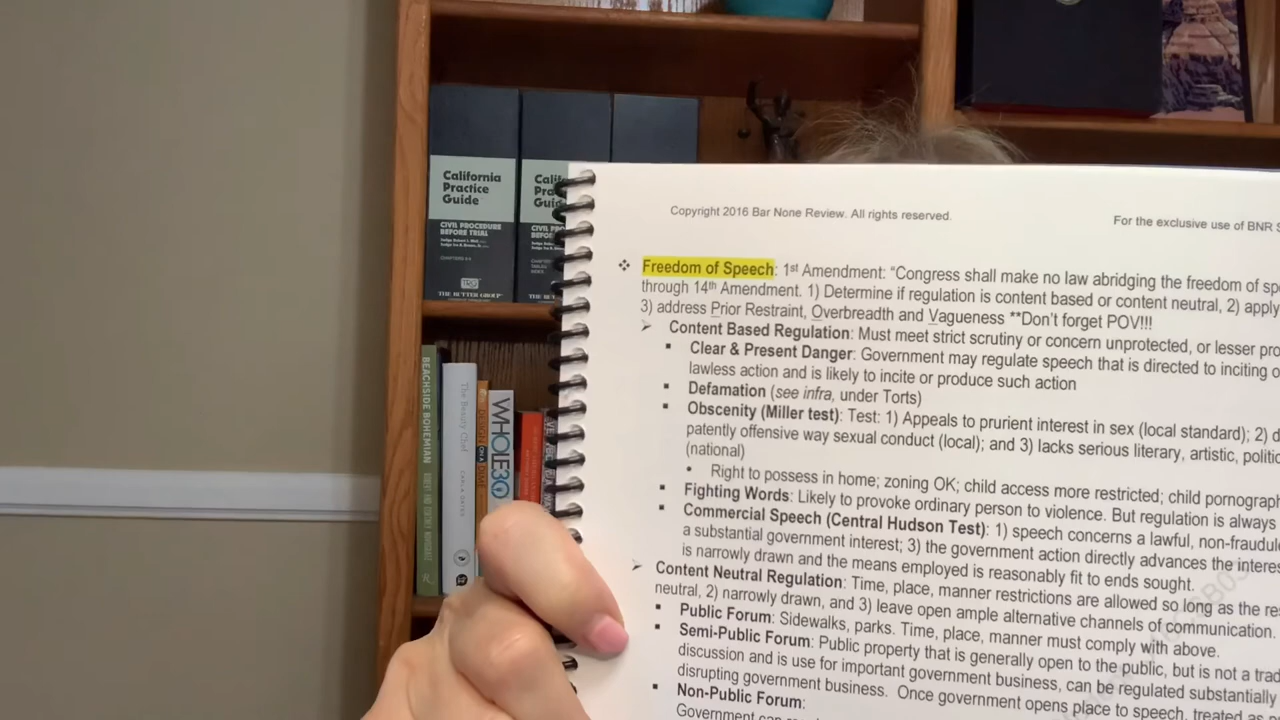 California
Practice
Guide
CIVIL PROCEDURE
BEFORE TRIAL
THE RUTTER GROUP
BEACHSIDE BOHEMIAN
The Beauty Chef
CARLA OATES
WHOLE30
Copyright 2016 Bar None Review. All rights reserved.
For the exclusive use of BNR
❖ Freedom of Speech: 1st Amendment: “Congress shall make no law abridging the freedom of
through 14th Amendment. 1) Determine if regulation is content based or content neutral, 2) apply
3) address Prior Restraint, Overbreadth and Vagueness **Don't forget POV!!!
➢ Content Based Regulation: Must meet strict scrutiny or concern unprotected, or lesser
▪ Clear & Present Danger: Government may regulate speech that is directed to inciting
lawless action and is likely to incite or produce such action
▪ Defamation (see infra, under Torts)
▪ Obscenity (Miller test): Test: 1) Appeals to prurient interest in sex (local standard); 2)
patently offensive way sexual conduct (local); and 3) lacks serious literary, artistic,
(national)
• Right to possess in home; zoning OK; child access more restricted; child
▪ Fighting Words: Likely to provoke ordinary person to violence. But regulation is always
▪ Commercial Speech (Central Hudson Test): 1) speech concerns a lawful,
a substantial government interest; 3) the government action directly advances the
is narrowly drawn and the means employed is reasonably fit to ends sought.
➢ Content Neutral Regulation: Time, place, manner restrictions are allowed so long as the
neutral, 2) narrowly drawn, and 3) leave open ample alternative channels of communication.
▪ Public Forum: Sidewalks, parks. Time, place, manner must comply with above.
▪ Semi-Public Forum: Public property that is generally open to the public, but is not a
discussion and is use for important government business, can be regulated substantially
disrupting government business. Once government opens place to speech, treated as
▪ Non-Public Forum:
Government can